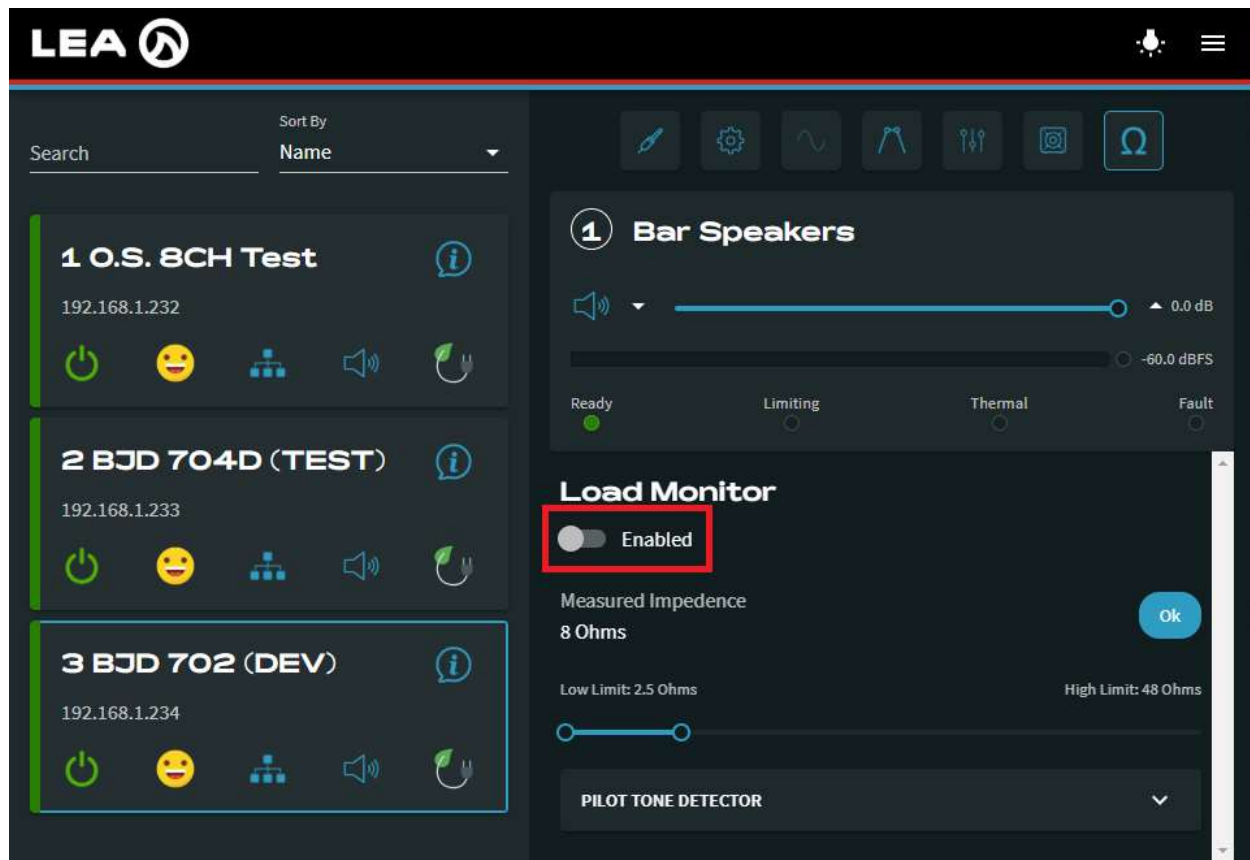 LEA
Search
Sort By
Name
1 O.S. 8CH Test
192.168.1.232
2 BJD 704D (TEST)
192.168.1.233
3 BJD 702 (DEV)
192.168.1.234
Ω
1 Bar Speakers
0.0 dB
-60.0 dBFS
Ready Limiting Thermal Fault
Load Monitor
Enabled
Measured Impedence
8 Ohms
Ok
Low Limit: 2.5 Ohms High Limit: 48 Ohms
PILOT TONE DETECTOR